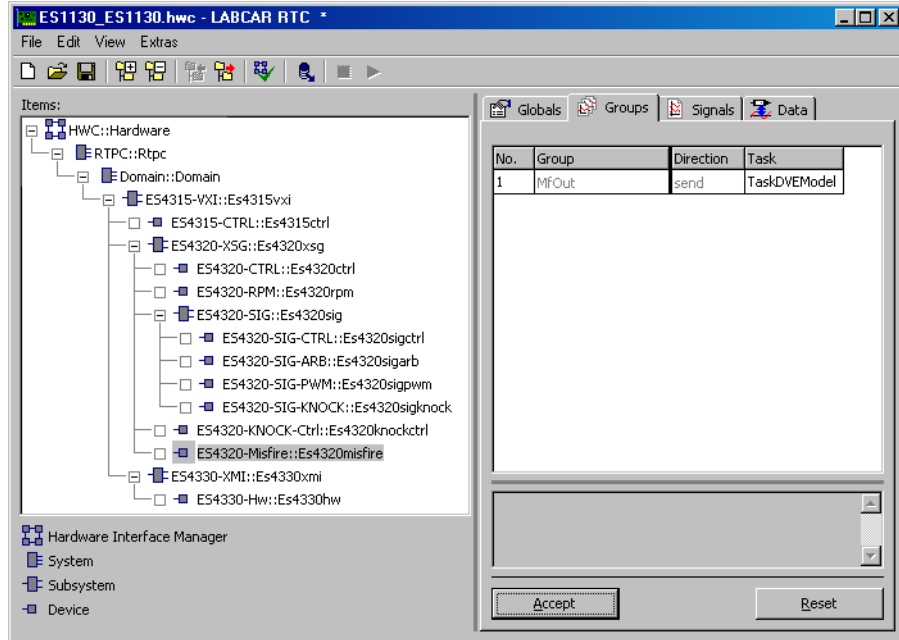 ES1130_ES1130.hwc - LABCAR RTC *
File Edit View Extras
Items:
HWC::Hardware
RTPC::Rtpc
Domain::Domain
ES4315-VXI::Es4315vxi
ES4315-CTRL::Es4315ctrl
ES4320-XSG::Es4320xsg
ES4320-CTRL::Es4320ctrl
ES4320-RPM::Es4320rpm
ES4320-SIG::Es4320sig
ES4320-SIG-CTRL::Es4320sigctrl
ES4320-SIG-ARB::Es4320sigarb
ES4320-SIG-PWM::Es4320sigpwm
ES4320-SIG-KNOCK::Es4320sigknock
ES4320-KNOCK-Ctrl::Es4320knockctrl
ES4320-Misfire::Es4320misfire
ES4330-XMI::Es4330xmi
ES4330-Hw::Es4330hw
Hardware Interface Manager
System
Subsystem
Device
Globals Groups Signals Data
No. Group Direction Task
1 MfOut send TaskDVEModel
Accept Reset